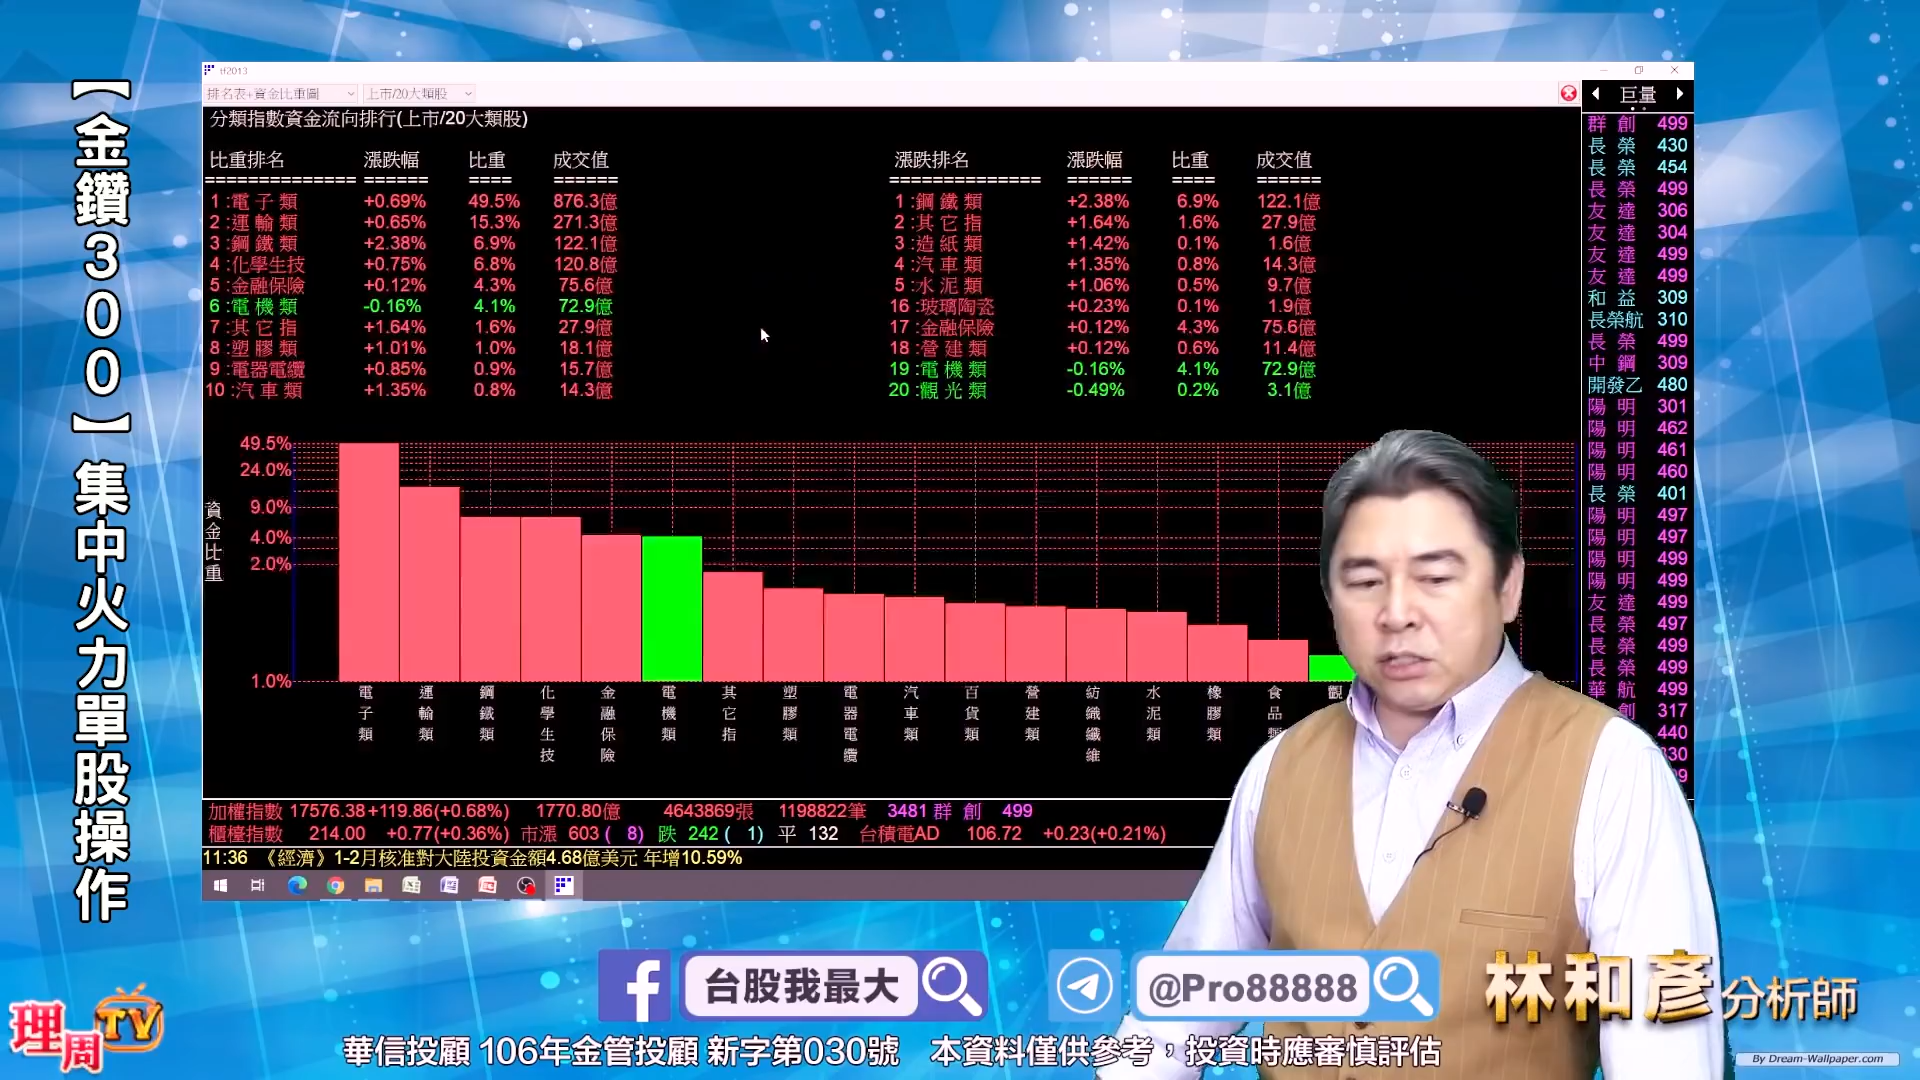 【金鑽300】集中火力單股操作
tf2013
排名表+資金比重圖 上市/20大類股
分類指數資金流向排行(上市/20大類股)
比重排名 漲跌幅 比重 成交值
============== ====== ==== ======
1 :電 子 類 +0.69% 49.5% 876.3億
2 :運 輸 類 +0.65% 15.3% 271.3億
3 :鋼 鐵 類 +2.38% 6.9% 122.1億
4 :化學生技 +0.75% 6.8% 120.8億
5 :金融保險 +0.12% 4.3% 75.6億
6 :電 機 類 -0.16% 4.1% 72.9億
7 :其 它 指 +1.64% 1.6% 27.9億
8 :塑 膠 類 +1.01% 1.0% 18.1億
9 :電器電纜 +0.85% 0.9% 15.7億
10 :汽 車 類 +1.35% 0.8% 14.3億
漲跌排名 漲跌幅 比重 成交值
============== ====== ==== ======
1 :鋼 鐵 類 +2.38% 6.9% 122.1億
2 :其 它 指 +1.64% 1.6% 27.9億
3 :造 紙 類 +1.42% 0.1% 1.6億
4 :汽 車 類 +1.35% 0.8% 14.3億
5 :水 泥 類 +1.06% 0.5% 9.7億
16 :玻璃陶瓷 +0.23% 0.1% 1.9億
17 :金融保險 +0.12% 4.3% 75.6億
18 :營 建 類 +0.12% 0.6% 11.4億
19 :電 機 類 -0.16% 4.1% 72.9億
20 :觀 光 類 -0.49% 0.2% 3.1億
資金比重
49.5%
24.0%
9.0%
4.0%
2.0%
1.0%
電子類
運輸類
鋼鐵類
化學生技
金融保險
電機類
其它指
塑膠類
電器電纜
汽車類
百貨類
營建類
紡織纖維
水泥類
橡膠類
食品類
觀
巨量
群 創 499
長 榮 430
長 榮 454
長 榮 499
友 達 306
友 達 304
友 達 499
友 達 499
和 益 309
長榮航 310
長 榮 499
中 鋼 309
開發乙 480
陽 明 301
陽 明 462
陽 明 461
陽 明 460
長 榮 401
陽 明 497
陽 明 497
陽 明 499
陽 明 499
友 達 499
長 榮 497
長 榮 499
長 榮 499
華 航 499
創 317
440
加權指數 17576.38 +119.86(+0.68%) 1770.80億 4643869張 1198822筆 3481 群 創 499
櫃檯指數 214.00 +0.77(+0.36%) 市漲 603 ( 8) 跌 242 ( 1) 平 132 台積電AD 106.72 +0.23(+0.21%)
11:36 《經濟》1-2月核准對大陸投資金額4.68億美元 年增10.59%
台股我最大
@Pro88888
林和彥分析師
理周TV
華信投顧 106年金管投顧 新字第030號 本資料僅供參考，投資時應審慎評估
By Dream-Wallpaper.com